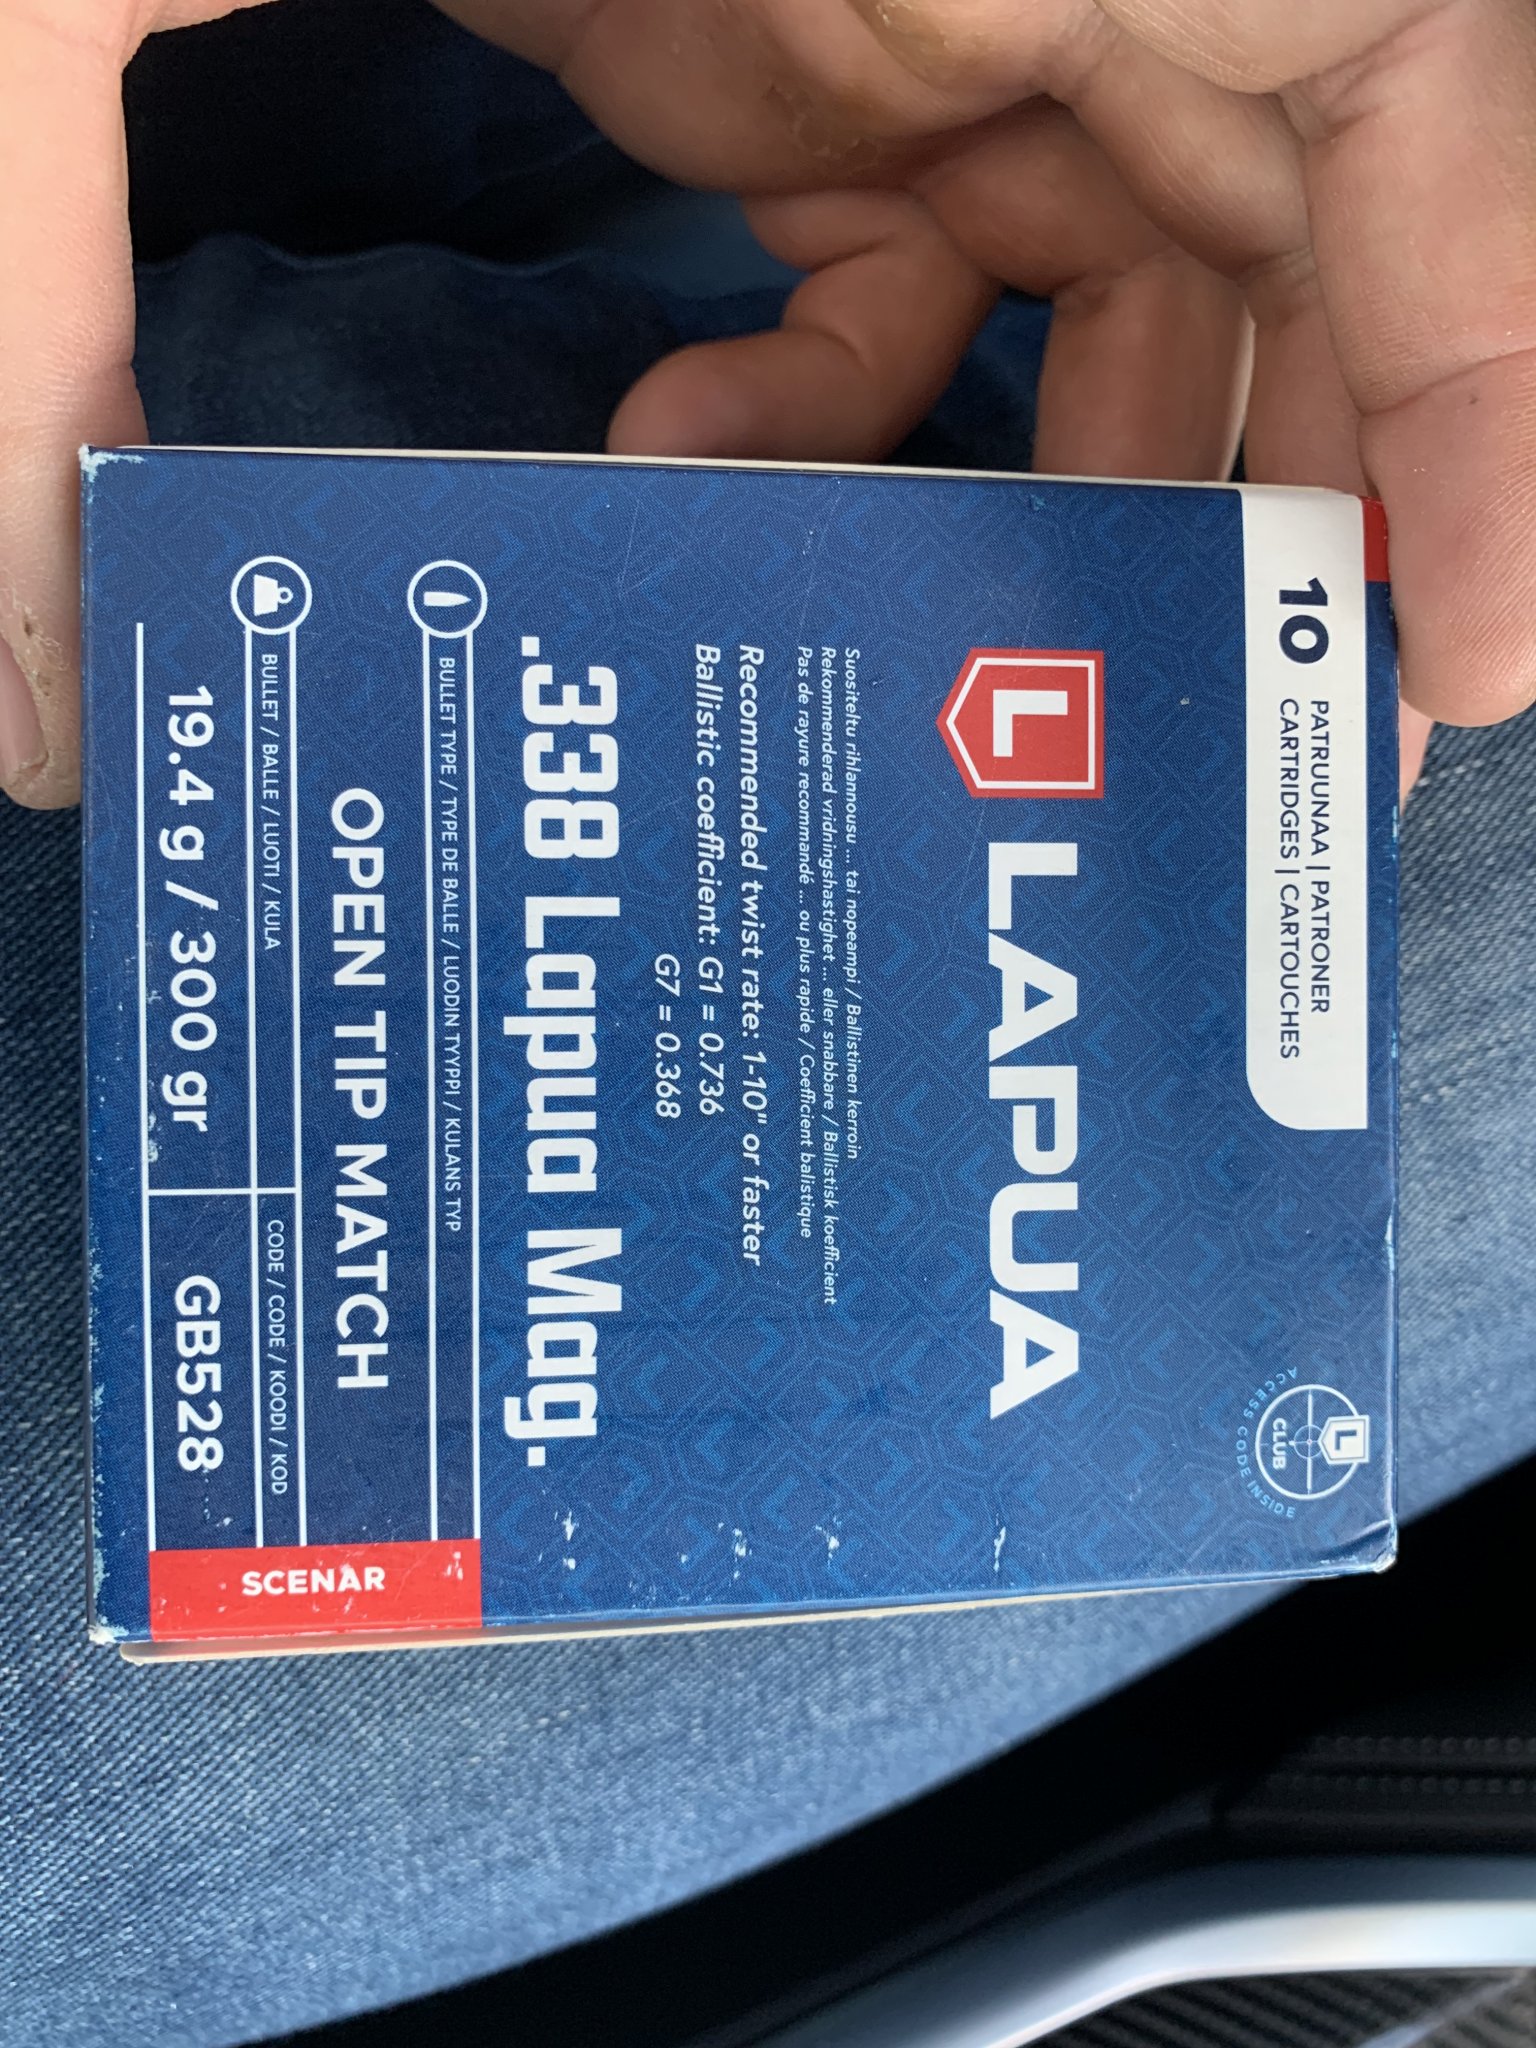 10 PATRUUNAA | PATRONER
CARTRIDGES | CARTOUCHES
L CLUB
ACCESS CODE INSIDE
L LAPUA
Suositeltu rihlannousu ... tai nopeampi / Ballistinen kerroin
Rekommenderad vridningshastighet ... eller snabbare / Ballistisk koefficient
Pas de rayure recommandé ... ou plus rapide / Coefficient balistique
Recommended twist rate: 1-10" or faster
Ballistic coefficient: G1 = 0.736
G7 = 0.368
.338 Lapua Mag.
BULLET TYPE / TYPE DE BALLE / LUODIN TYYPPI / KULANS TYP
OPEN TIP MATCH
BULLET / BALLE / LUOTI / KULA
19.4 g / 300 gr
CODE / CODE / KOODI / KOD
GB528
SCENAR